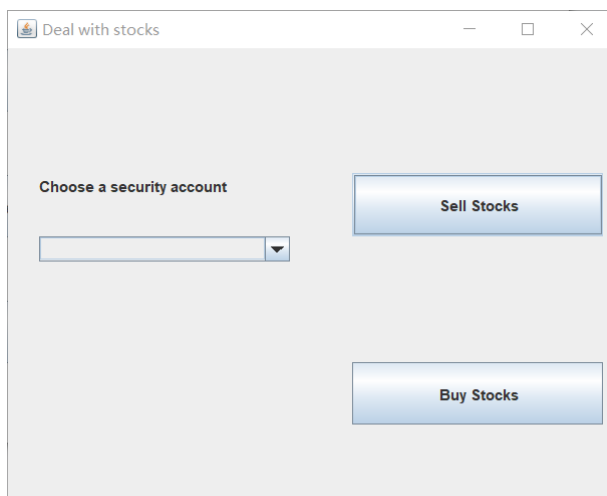 Deal with stocks
Choose a security account
Sell Stocks
Buy Stocks